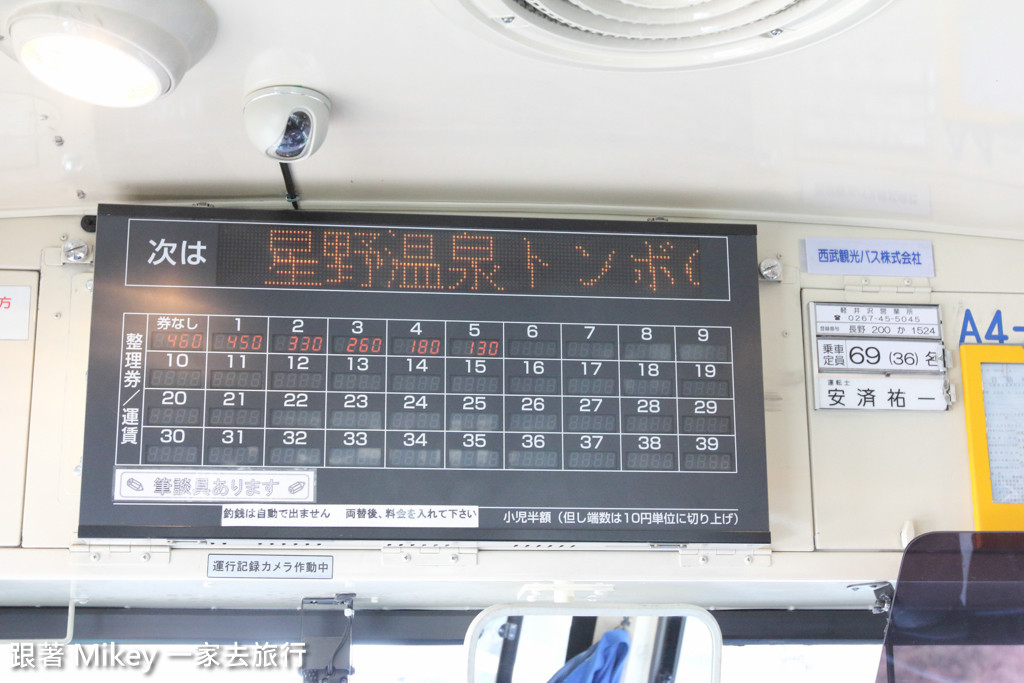 次は 星野温泉トンボ(
整理券/運賃
券なし 1 2 3 4 5 6 7 8 9
460 450 330 260 180 130
10 11 12 13 14 15 16 17 18 19
20 21 22 23 24 25 26 27 28 29
30 31 32 33 34 35 36 37 38 39
筆談具あります
釣銭は自動で出ません 両替後、料金を入れて下さい
小児半額(但し端数は10円単位に切り上げ)
運行記録カメラ作動中
西武観光バス株式会社
軽井沢営業所
☎0267-45-5045
登録番号 長野 200 か 1524
乗車定員 69 (36) 名
運転士
安済祐一
A4-
方
跟著 Mikey 一家去旅行